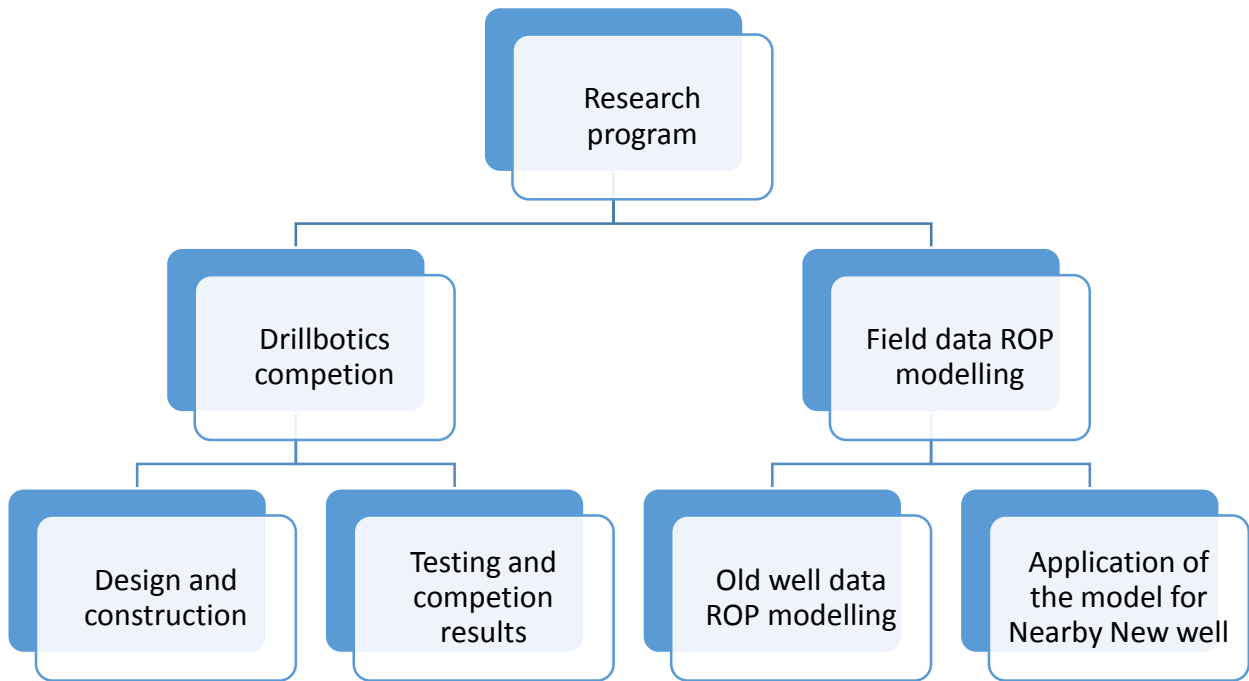 Research
program
Drillbotics
competion
Field data ROP
modelling
Design and
construction
Testing and
competion
results
Old well data
ROP modelling
Application of
the model for
Nearby New well